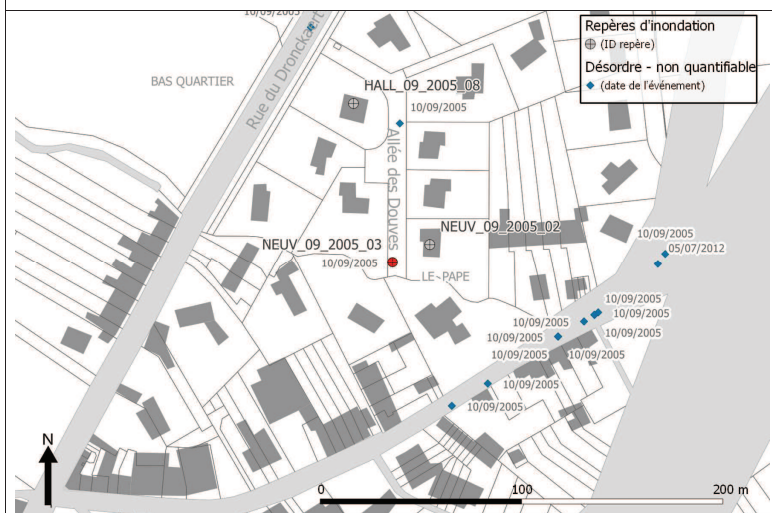 10/09/2005
Repères d'inondation
(ID repère)
Désordre - non quantifiable
(date de l'événement)
BAS QUARTIER
Rue du Dronckaert
HALL_09_2005_08
10/09/2005
Allée des Douves
NEUV_09_2005_03
NEUV_09_2005_02
10/09/2005
LE PAPE
10/09/2005
05/07/2012
10/09/2005
10/09/2005
10/09/2005
10/09/2005
10/09/2005
10/09/2005
10/09/2005
10/09/2005
10/09/2005
N
0
100
200 m